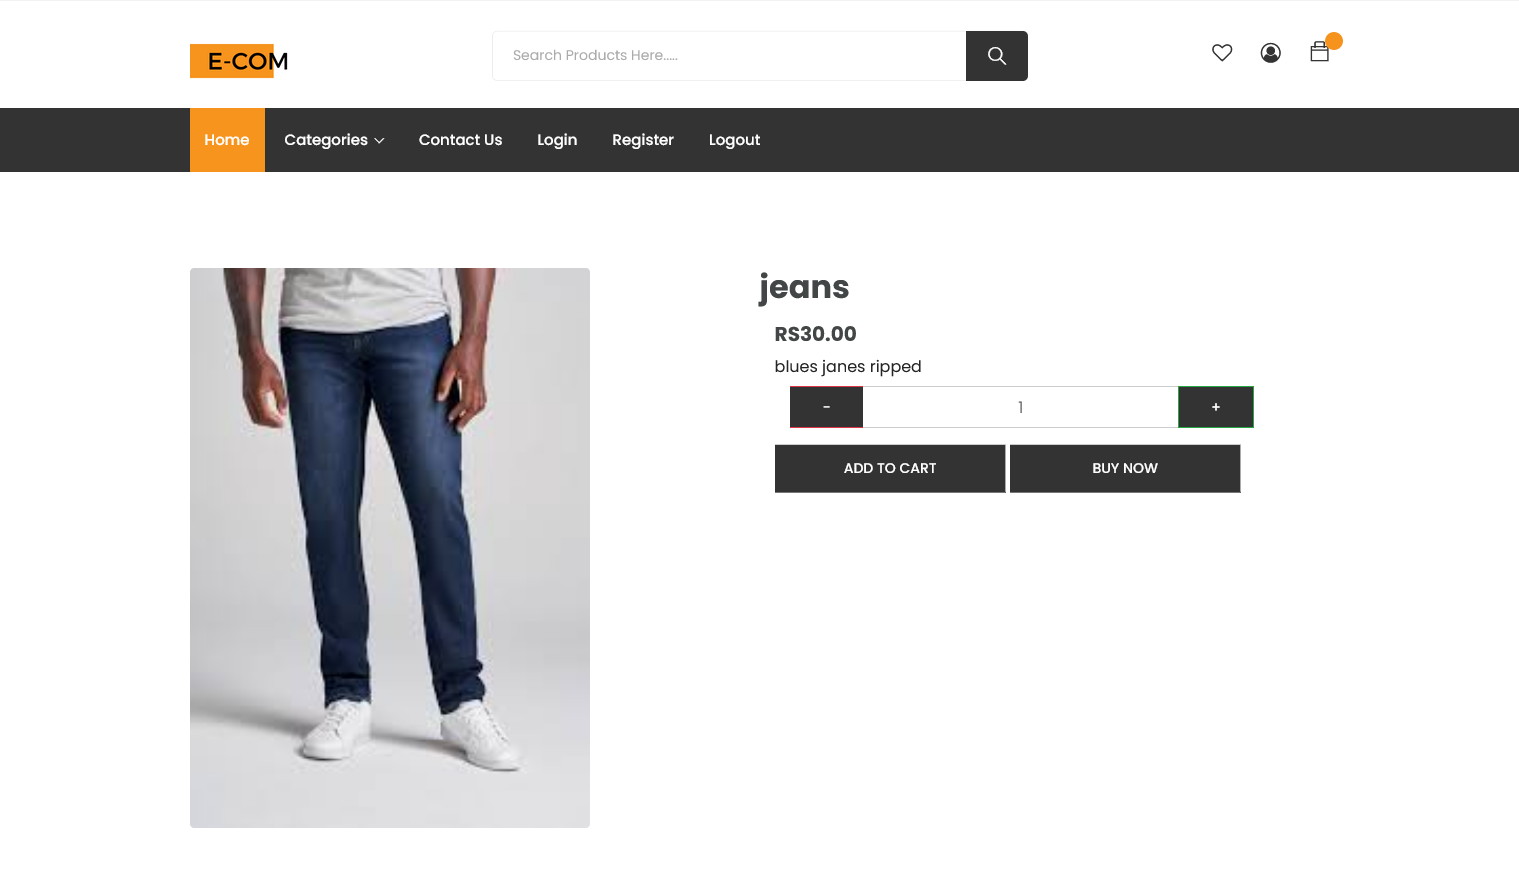 E-COM
Search Products Here.....
Home Categories Contact Us Login Register Logout
jeans
RS30.00
blues janes ripped
- 1 +
ADD TO CART BUY NOW